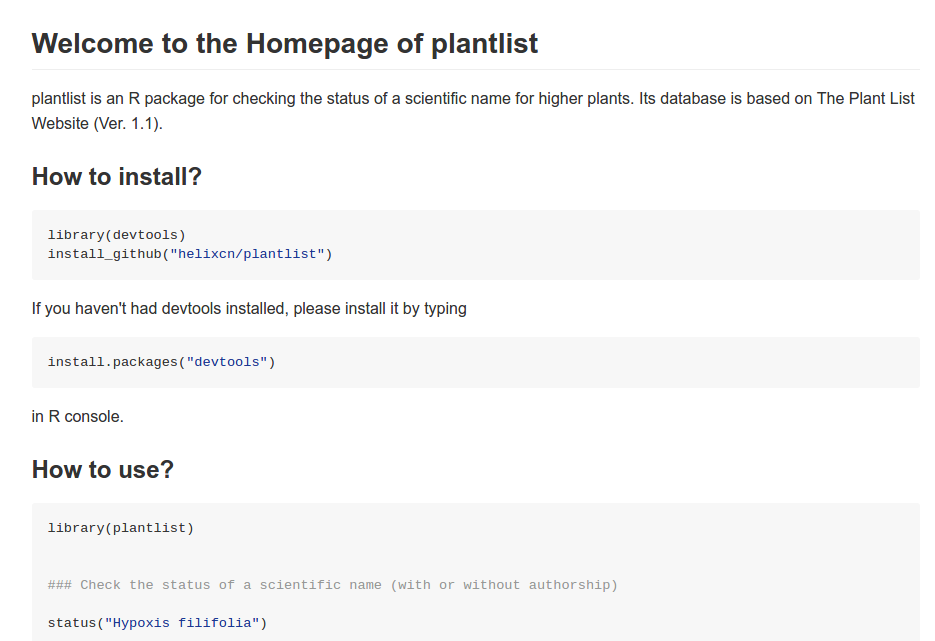 Welcome to the Homepage of plantlist
plantlist is an R package for checking the status of a scientific name for higher plants. Its database is based on The Plant List
Website (Ver. 1.1).
How to install?
library(devtools)
install_github("helixcn/plantlist")
If you haven't had devtools installed, please install it by typing
install.packages("devtools")
in R console.
How to use?
library(plantlist)
### Check the status of a scientific name (with or without authorship)
status("Hypoxis filifolia")